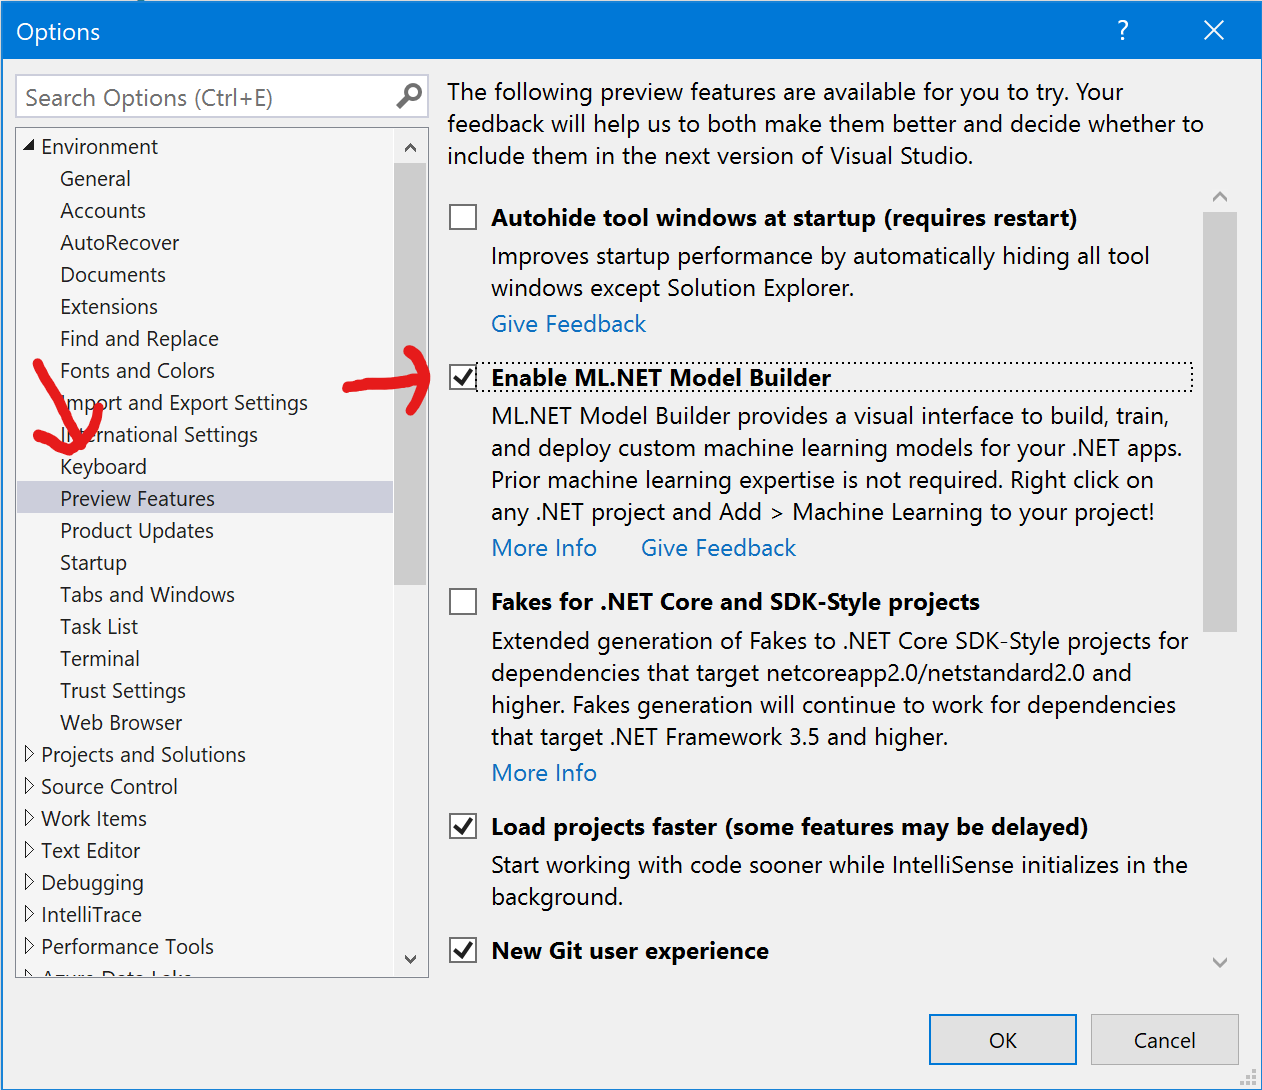 Options
?
Search Options (Ctrl+E)
Environment
General
Accounts
AutoRecover
Documents
Extensions
Find and Replace
Fonts and Colors
Import and Export Settings
International Settings
Keyboard
Preview Features
Product Updates
Startup
Tabs and Windows
Task List
Terminal
Trust Settings
Web Browser
Projects and Solutions
Source Control
Work Items
Text Editor
Debugging
IntelliTrace
Performance Tools
Azure Data Lake
The following preview features are available for you to try. Your
feedback will help us to both make them better and decide whether to
include them in the next version of Visual Studio.
Autohide tool windows at startup (requires restart)
Improves startup performance by automatically hiding all tool
windows except Solution Explorer.
Give Feedback
Enable ML.NET Model Builder
ML.NET Model Builder provides a visual interface to build, train,
and deploy custom machine learning models for your .NET apps.
Prior machine learning expertise is not required. Right click on
any .NET project and Add > Machine Learning to your project!
More Info Give Feedback
Fakes for .NET Core and SDK-Style projects
Extended generation of Fakes to .NET Core SDK-Style projects for
dependencies that target netcoreapp2.0/netstandard2.0 and
higher. Fakes generation will continue to work for dependencies
that target .NET Framework 3.5 and higher.
More Info
Load projects faster (some features may be delayed)
Start working with code sooner while IntelliSense initializes in the
background.
New Git user experience
OK Cancel